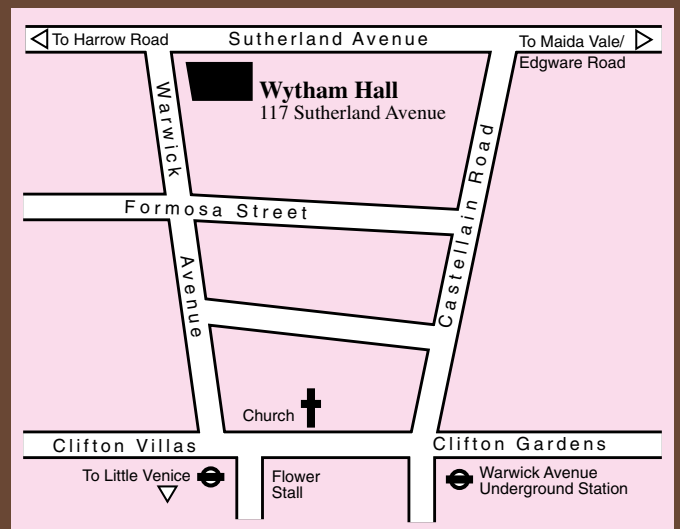 To Harrow Road
Sutherland Avenue
To Maida Vale/
Edgware Road
Wytham Hall
117 Sutherland Avenue
Warwick
Avenue
Castellain Road
Formosa Street
Church
Clifton Villas
Clifton Gardens
To Little Venice
Flower
Stall
Warwick Avenue
Underground Station